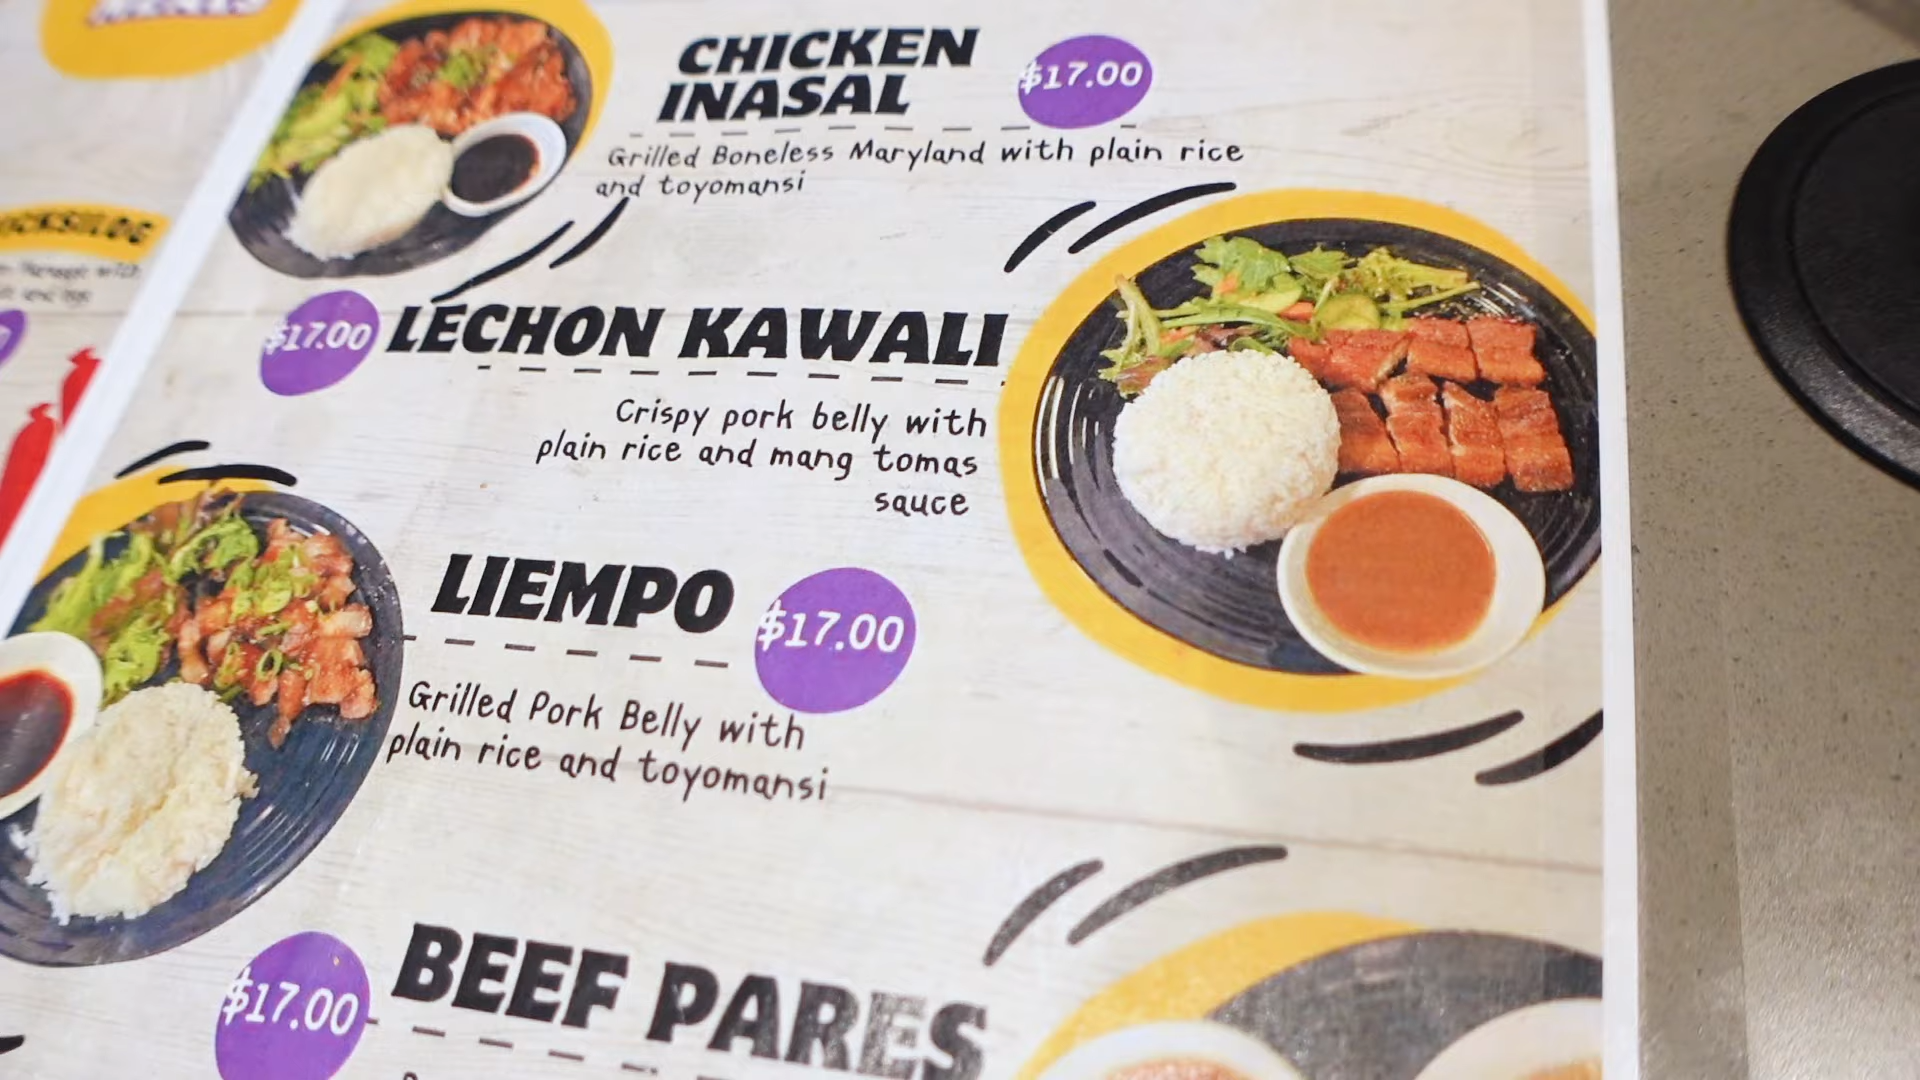 CHICKEN
INASAL
$17.00
Grilled Boneless Maryland with plain rice
and toyomansi
$17.00
LECHON KAWALI
Crispy pork belly with
plain rice and mang tomas
sauce
LIEMPO
$17.00
Grilled Pork Belly with
plain rice and toyomansi
$17.00
BEEF PARES